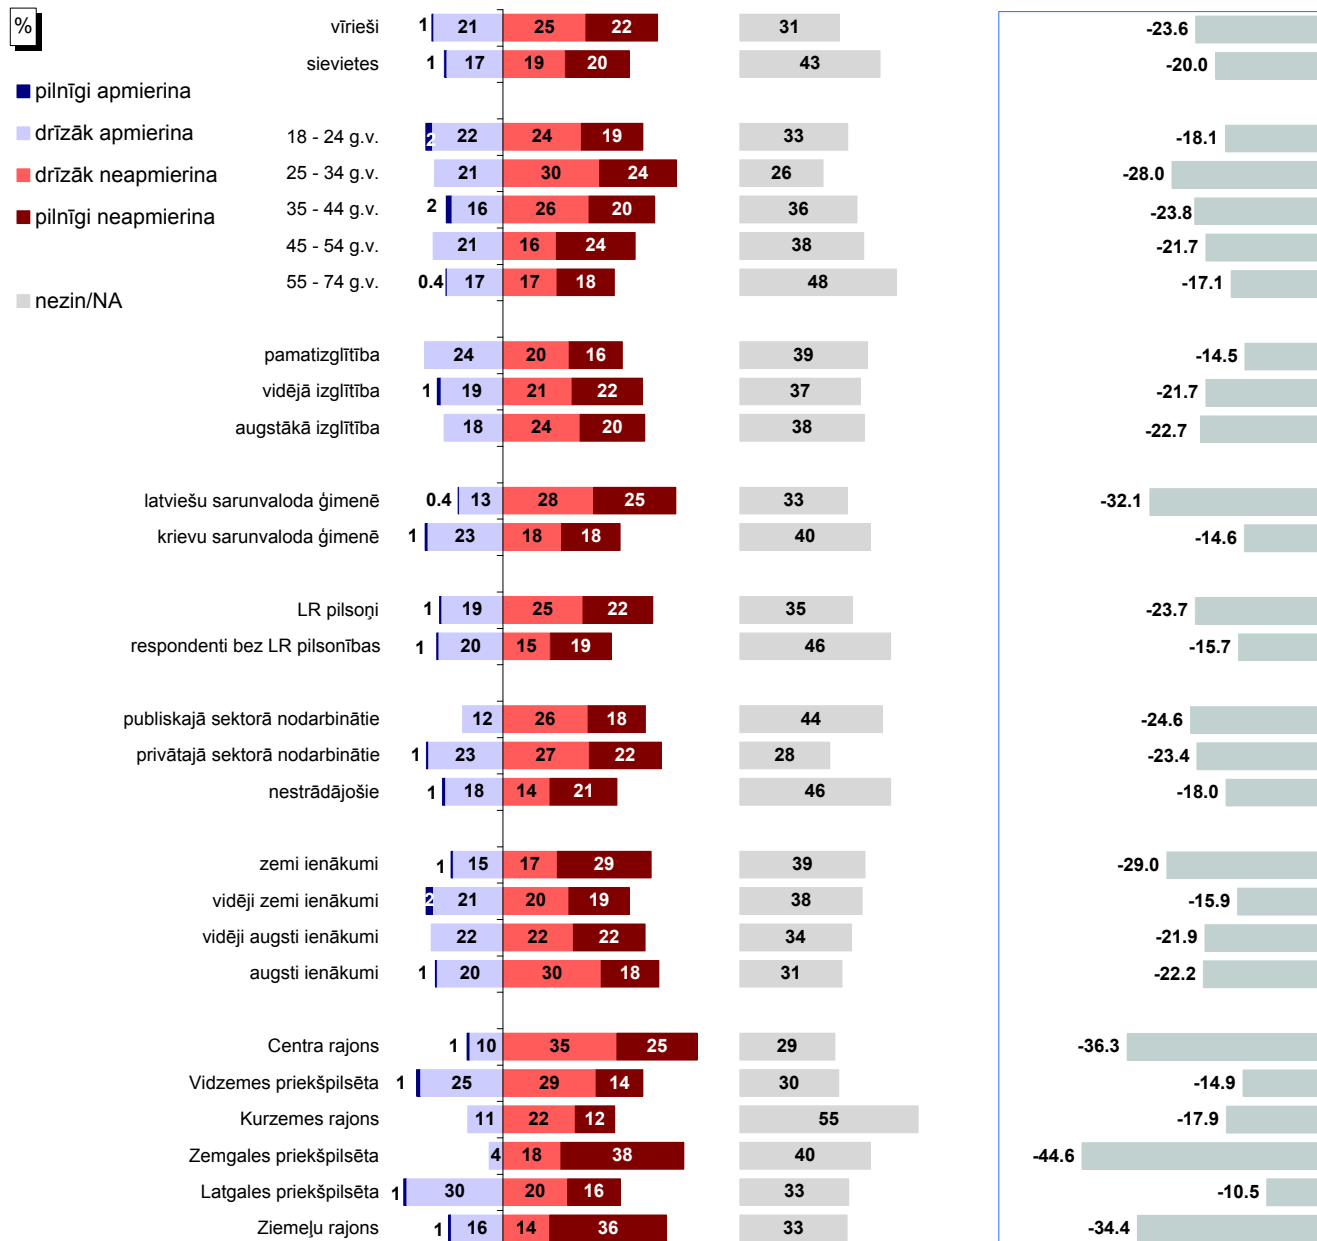 %
pilnīgi apmierina
drīzāk apmierina
drīzāk neapmierina
pilnīgi neapmierina
nezin/NA
vīrieši 1 21 25 22 31 -23.6
sievietes 1 17 19 20 43 -20.0
18 - 24 g.v. 2 22 24 19 33 -18.1
25 - 34 g.v. 21 30 24 26 -28.0
35 - 44 g.v. 2 16 26 20 36 -23.8
45 - 54 g.v. 21 16 24 38 -21.7
55 - 74 g.v. 0.4 17 17 18 48 -17.1
pamatizglītība 24 20 16 39 -14.5
vidējā izglītība 1 19 21 22 37 -21.7
augstākā izglītība 18 24 20 38 -22.7
latviešu sarunvaloda ģimenē 0.4 13 28 25 33 -32.1
krievu sarunvaloda ģimenē 1 23 18 18 40 -14.6
LR pilsoņi 1 19 25 22 35 -23.7
respondenti bez LR pilsonības 1 20 15 19 46 -15.7
publiskajā sektorā nodarbinātie 12 26 18 44 -24.6
privātajā sektorā nodarbinātie 1 23 27 22 28 -23.4
nestrādājošie 1 18 14 21 46 -18.0
zemi ienākumi 1 15 17 29 39 -29.0
vidēji zemi ienākumi 2 21 20 19 38 -15.9
vidēji augsti ienākumi 22 22 22 34 -21.9
augsti ienākumi 1 20 30 18 31 -22.2
Centra rajons 1 10 35 25 29 -36.3
Vidzemes priekšpilsēta 1 25 29 14 30 -14.9
Kurzemes rajons 11 22 12 55 -17.9
Zemgales priekšpilsēta 4 18 38 40 -44.6
Latgales priekšpilsēta 1 30 20 16 33 -10.5
Ziemeļu rajons 1 16 14 36 33 -34.4